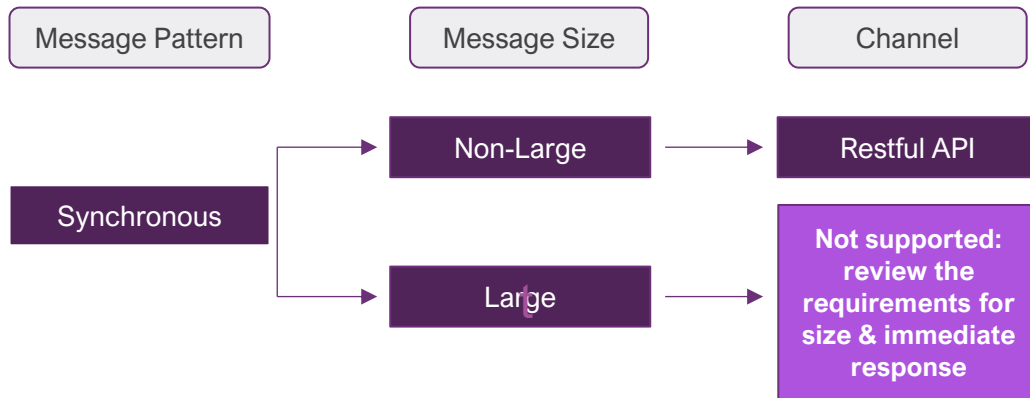 Message Pattern
Message Size
Channel
Non-Large
Restful API
Synchronous
Large
t
Not supported:
review the
requirements for
size & immediate
response